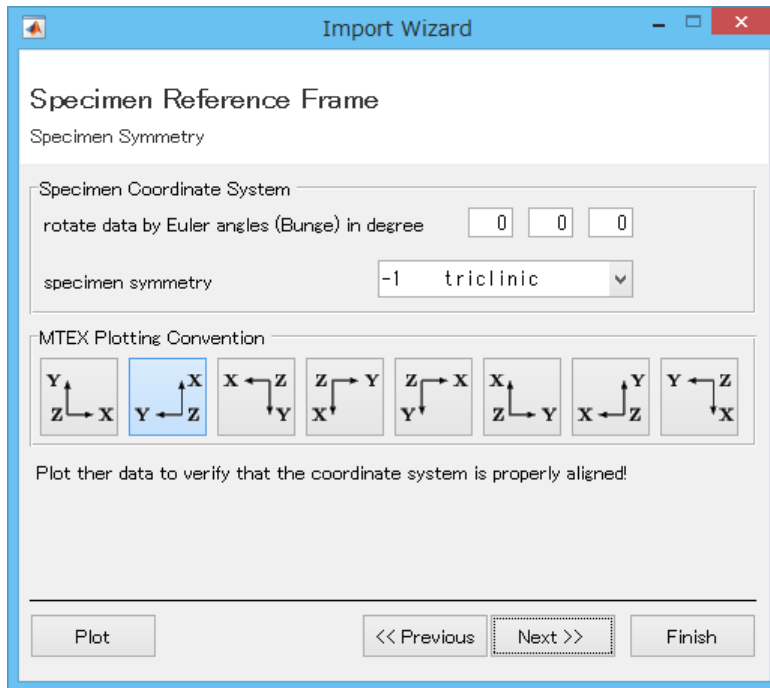 Import Wizard
Specimen Reference Frame
Specimen Symmetry
Specimen Coordinate System
rotate data by Euler angles (Bunge) in degree 0 0 0
specimen symmetry -1 triclinic
MTEX Plotting Convention
Y X X Z Z Y Z X X Y Y Z
Z X Y Z Y X Y Z Y X Z X
Plot ther data to verify that the coordinate system is properly aligned!
Plot << Previous Next >> Finish